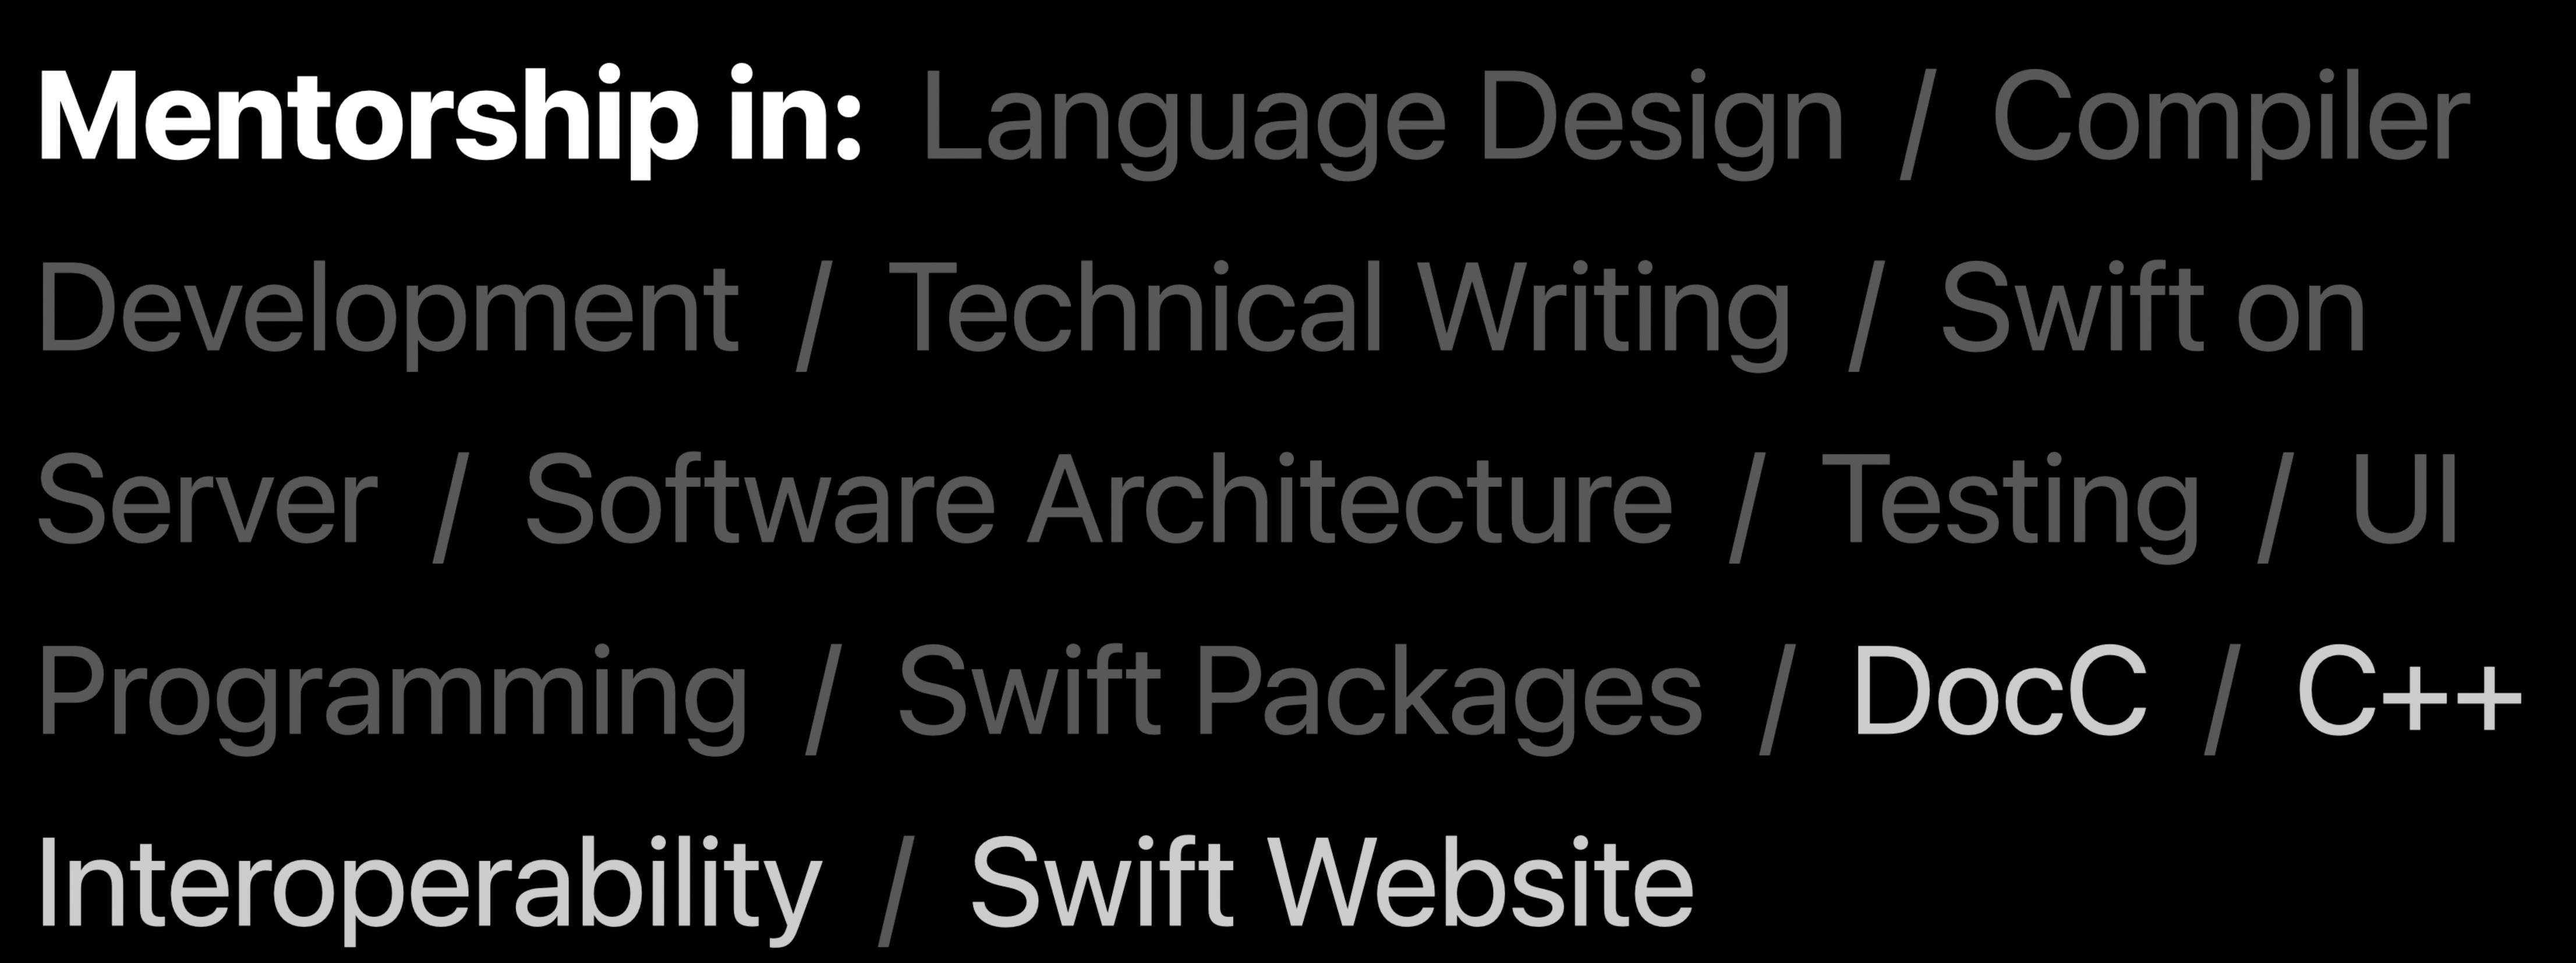 Mentorship in: Language Design / Compiler
Development / Technical Writing / Swift on
Server / Software Architecture / Testing / UI
Programming / Swift Packages / DocC / C++
Interoperability / Swift Website